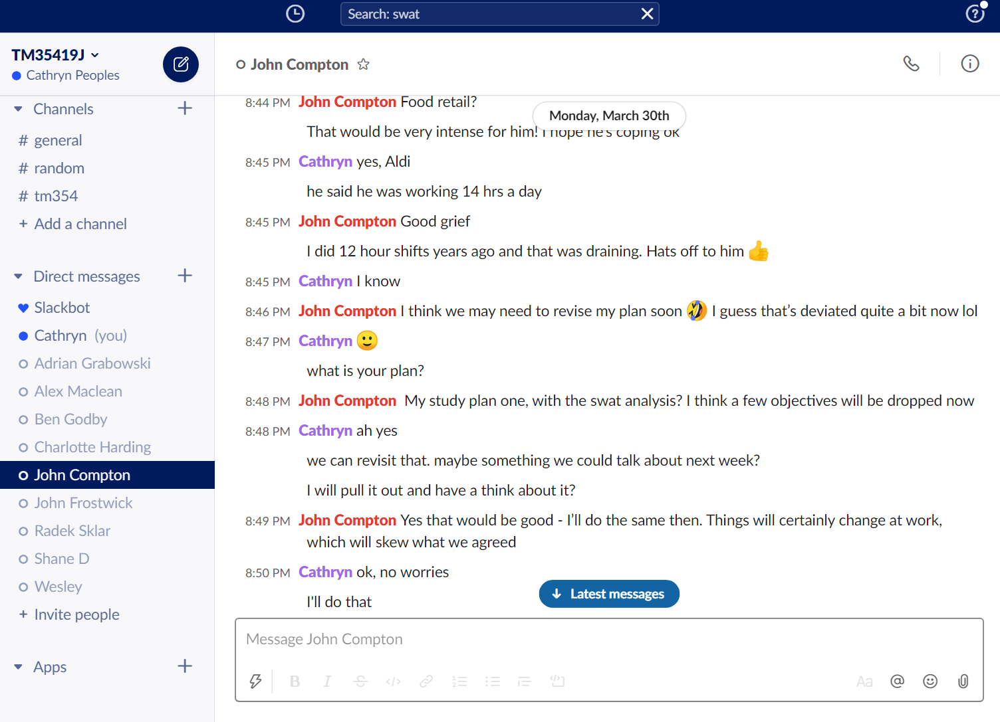 Search: swat
TM35419J
Cathryn Peoples
Channels
# general
# random
# tm354
+ Add a channel
Direct messages
Slackbot
Cathryn (you)
Adrian Grabowski
Alex Maclean
Ben Godby
Charlotte Harding
John Compton
John Frostwick
Radek Sklar
Shane D
Wesley
+ Invite people
Apps
John Compton
Monday, March 30th
8:44 PM John Compton Food retail?
That would be very intense for him! I hope he's coping ok
8:45 PM Cathryn yes, Aldi
he said he was working 14 hrs a day
8:45 PM John Compton Good grief
I did 12 hour shifts years ago and that was draining. Hats off to him 👍
8:45 PM Cathryn I know
8:46 PM John Compton I think we may need to revise my plan soon 🤣 I guess that’s deviated quite a bit now lol
8:47 PM Cathryn 🙂
what is your plan?
8:48 PM John Compton My study plan one, with the swat analysis? I think a few objectives will be dropped now
8:48 PM Cathryn ah yes
we can revisit that. maybe something we could talk about next week?
I will pull it out and have a think about it?
8:49 PM John Compton Yes that would be good - I’ll do the same then. Things will certainly change at work,
which will skew what we agreed
8:50 PM Cathryn ok, no worries
I'll do that
Latest messages
Message John Compton
B I S </> Aa @